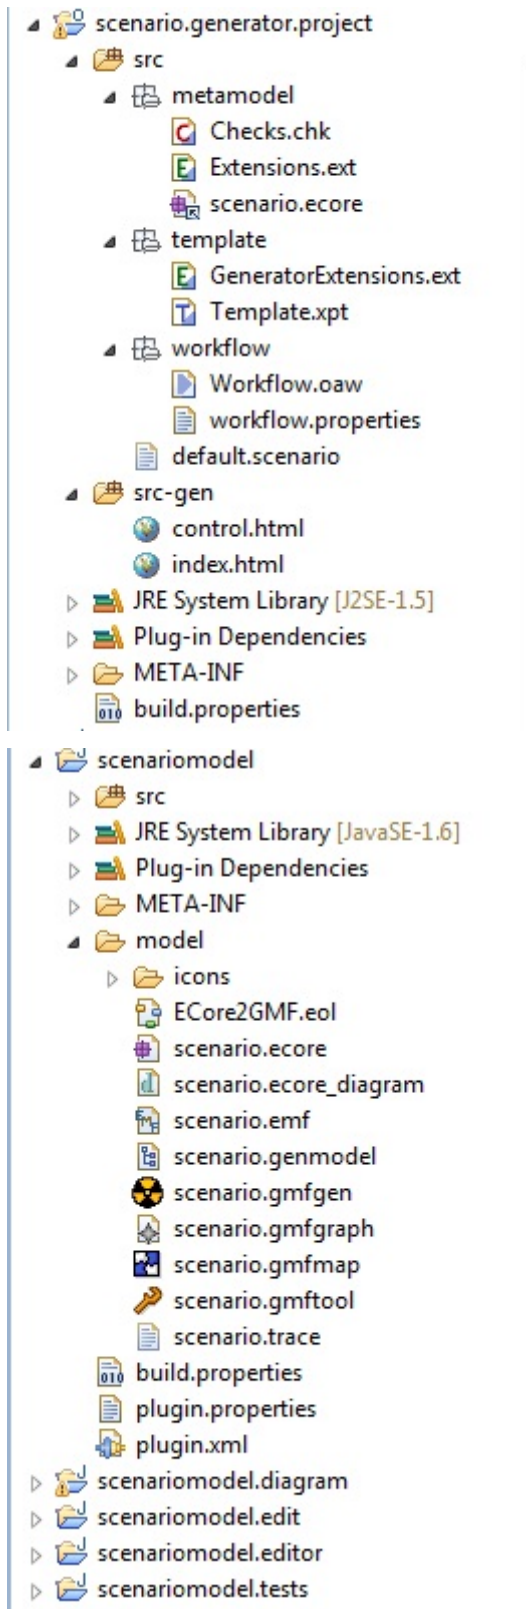 scenario.generator.project
src
metamodel
Checks.chk
Extensions.ext
scenario.ecore
template
GeneratorExtensions.ext
Template.xpt
workflow
Workflow.oaw
workflow.properties
default.scenario
src-gen
control.html
index.html
JRE System Library [J2SE-1.5]
Plug-in Dependencies
META-INF
build.properties
scenariomodel
src
JRE System Library [JavaSE-1.6]
Plug-in Dependencies
META-INF
model
icons
ECore2GMF.eol
scenario.ecore
scenario.ecore_diagram
scenario.emf
scenario.genmodel
scenario.gmfgen
scenario.gmfgraph
scenario.gmfmap
scenario.gmftool
scenario.trace
build.properties
plugin.properties
plugin.xml
scenariomodel.diagram
scenariomodel.edit
scenariomodel.editor
scenariomodel.tests